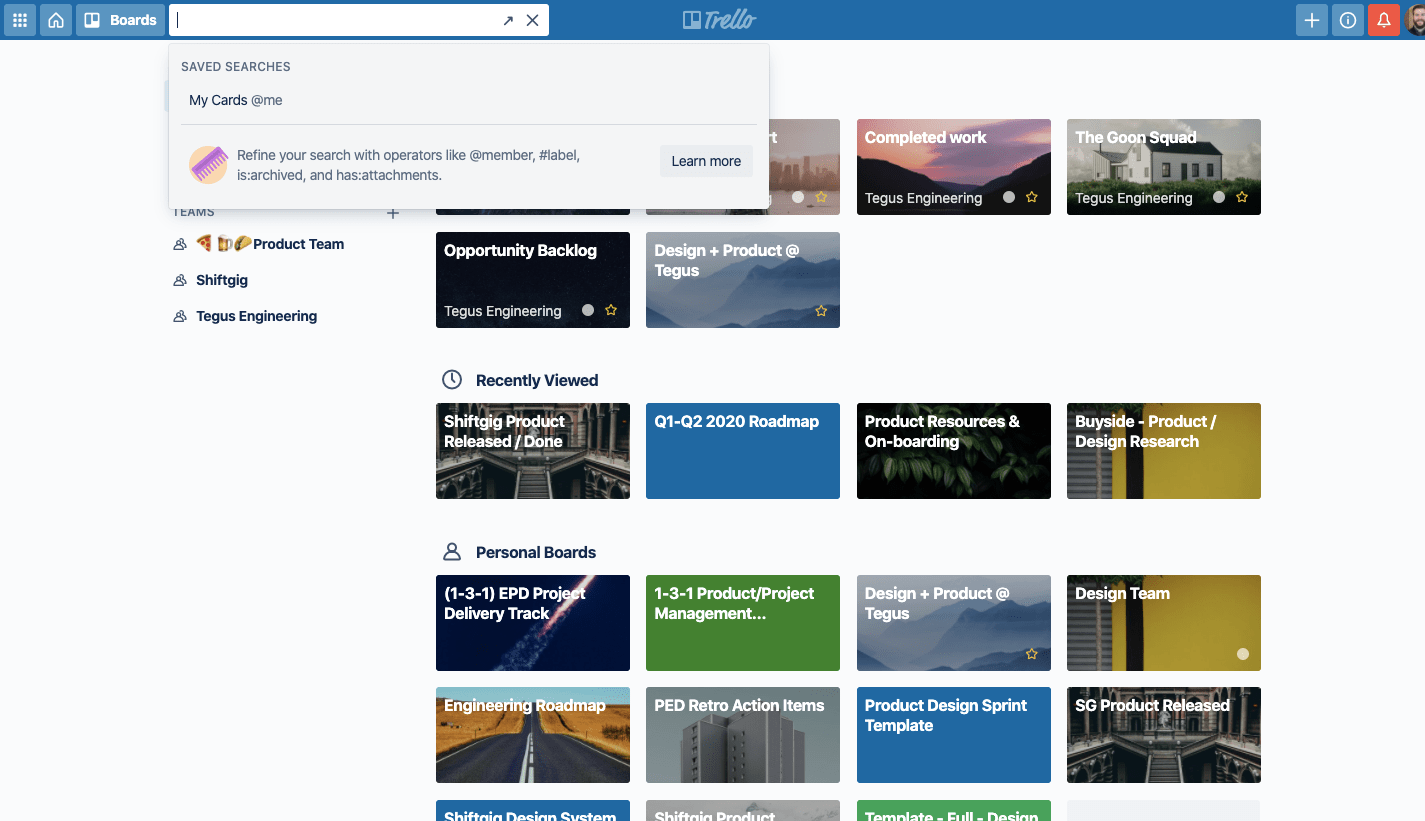 Boards
Trello
SAVED SEARCHES
My Cards @me
Refine your search with operators like @member, #label,
is:archived, and has:attachments.
Learn more
TEAMS
🍕 🍺🌮Product Team
Shiftgig
Tegus Engineering
Completed work
Tegus Engineering
The Goon Squad
Tegus Engineering
Opportunity Backlog
Tegus Engineering
Design + Product @
Tegus
Recently Viewed
Shiftgig Product
Released / Done
Q1-Q2 2020 Roadmap
Product Resources &
On-boarding
Buyside - Product /
Design Research
Personal Boards
(1-3-1) EPD Project
Delivery Track
1-3-1 Product/Project
Management...
Design + Product @
Tegus
Design Team
Engineering Roadmap
PED Retro Action Items
Product Design Sprint
Template
SG Product Released
Shiftgig Design System
Shiftgig Product
Template - Full - Design